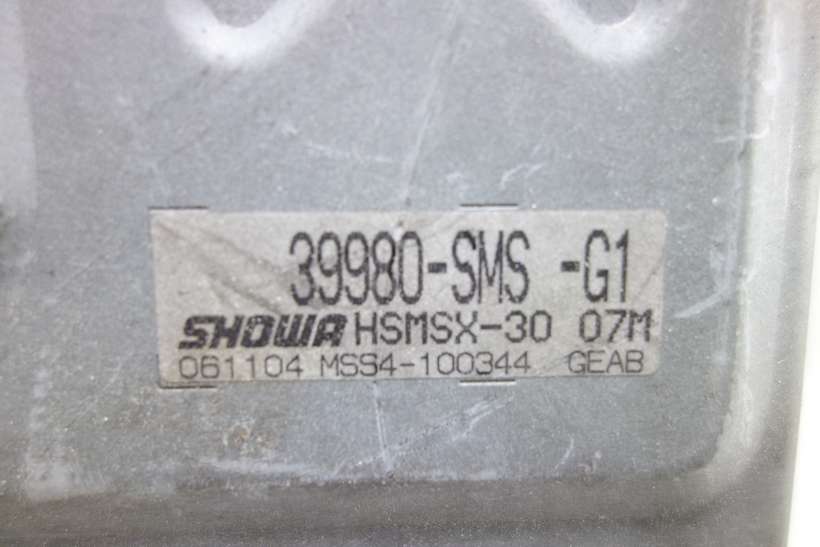 39980-SMS -G1
SHOWA HSMSX-30 07M
061104 MSS4-100344 GEAB